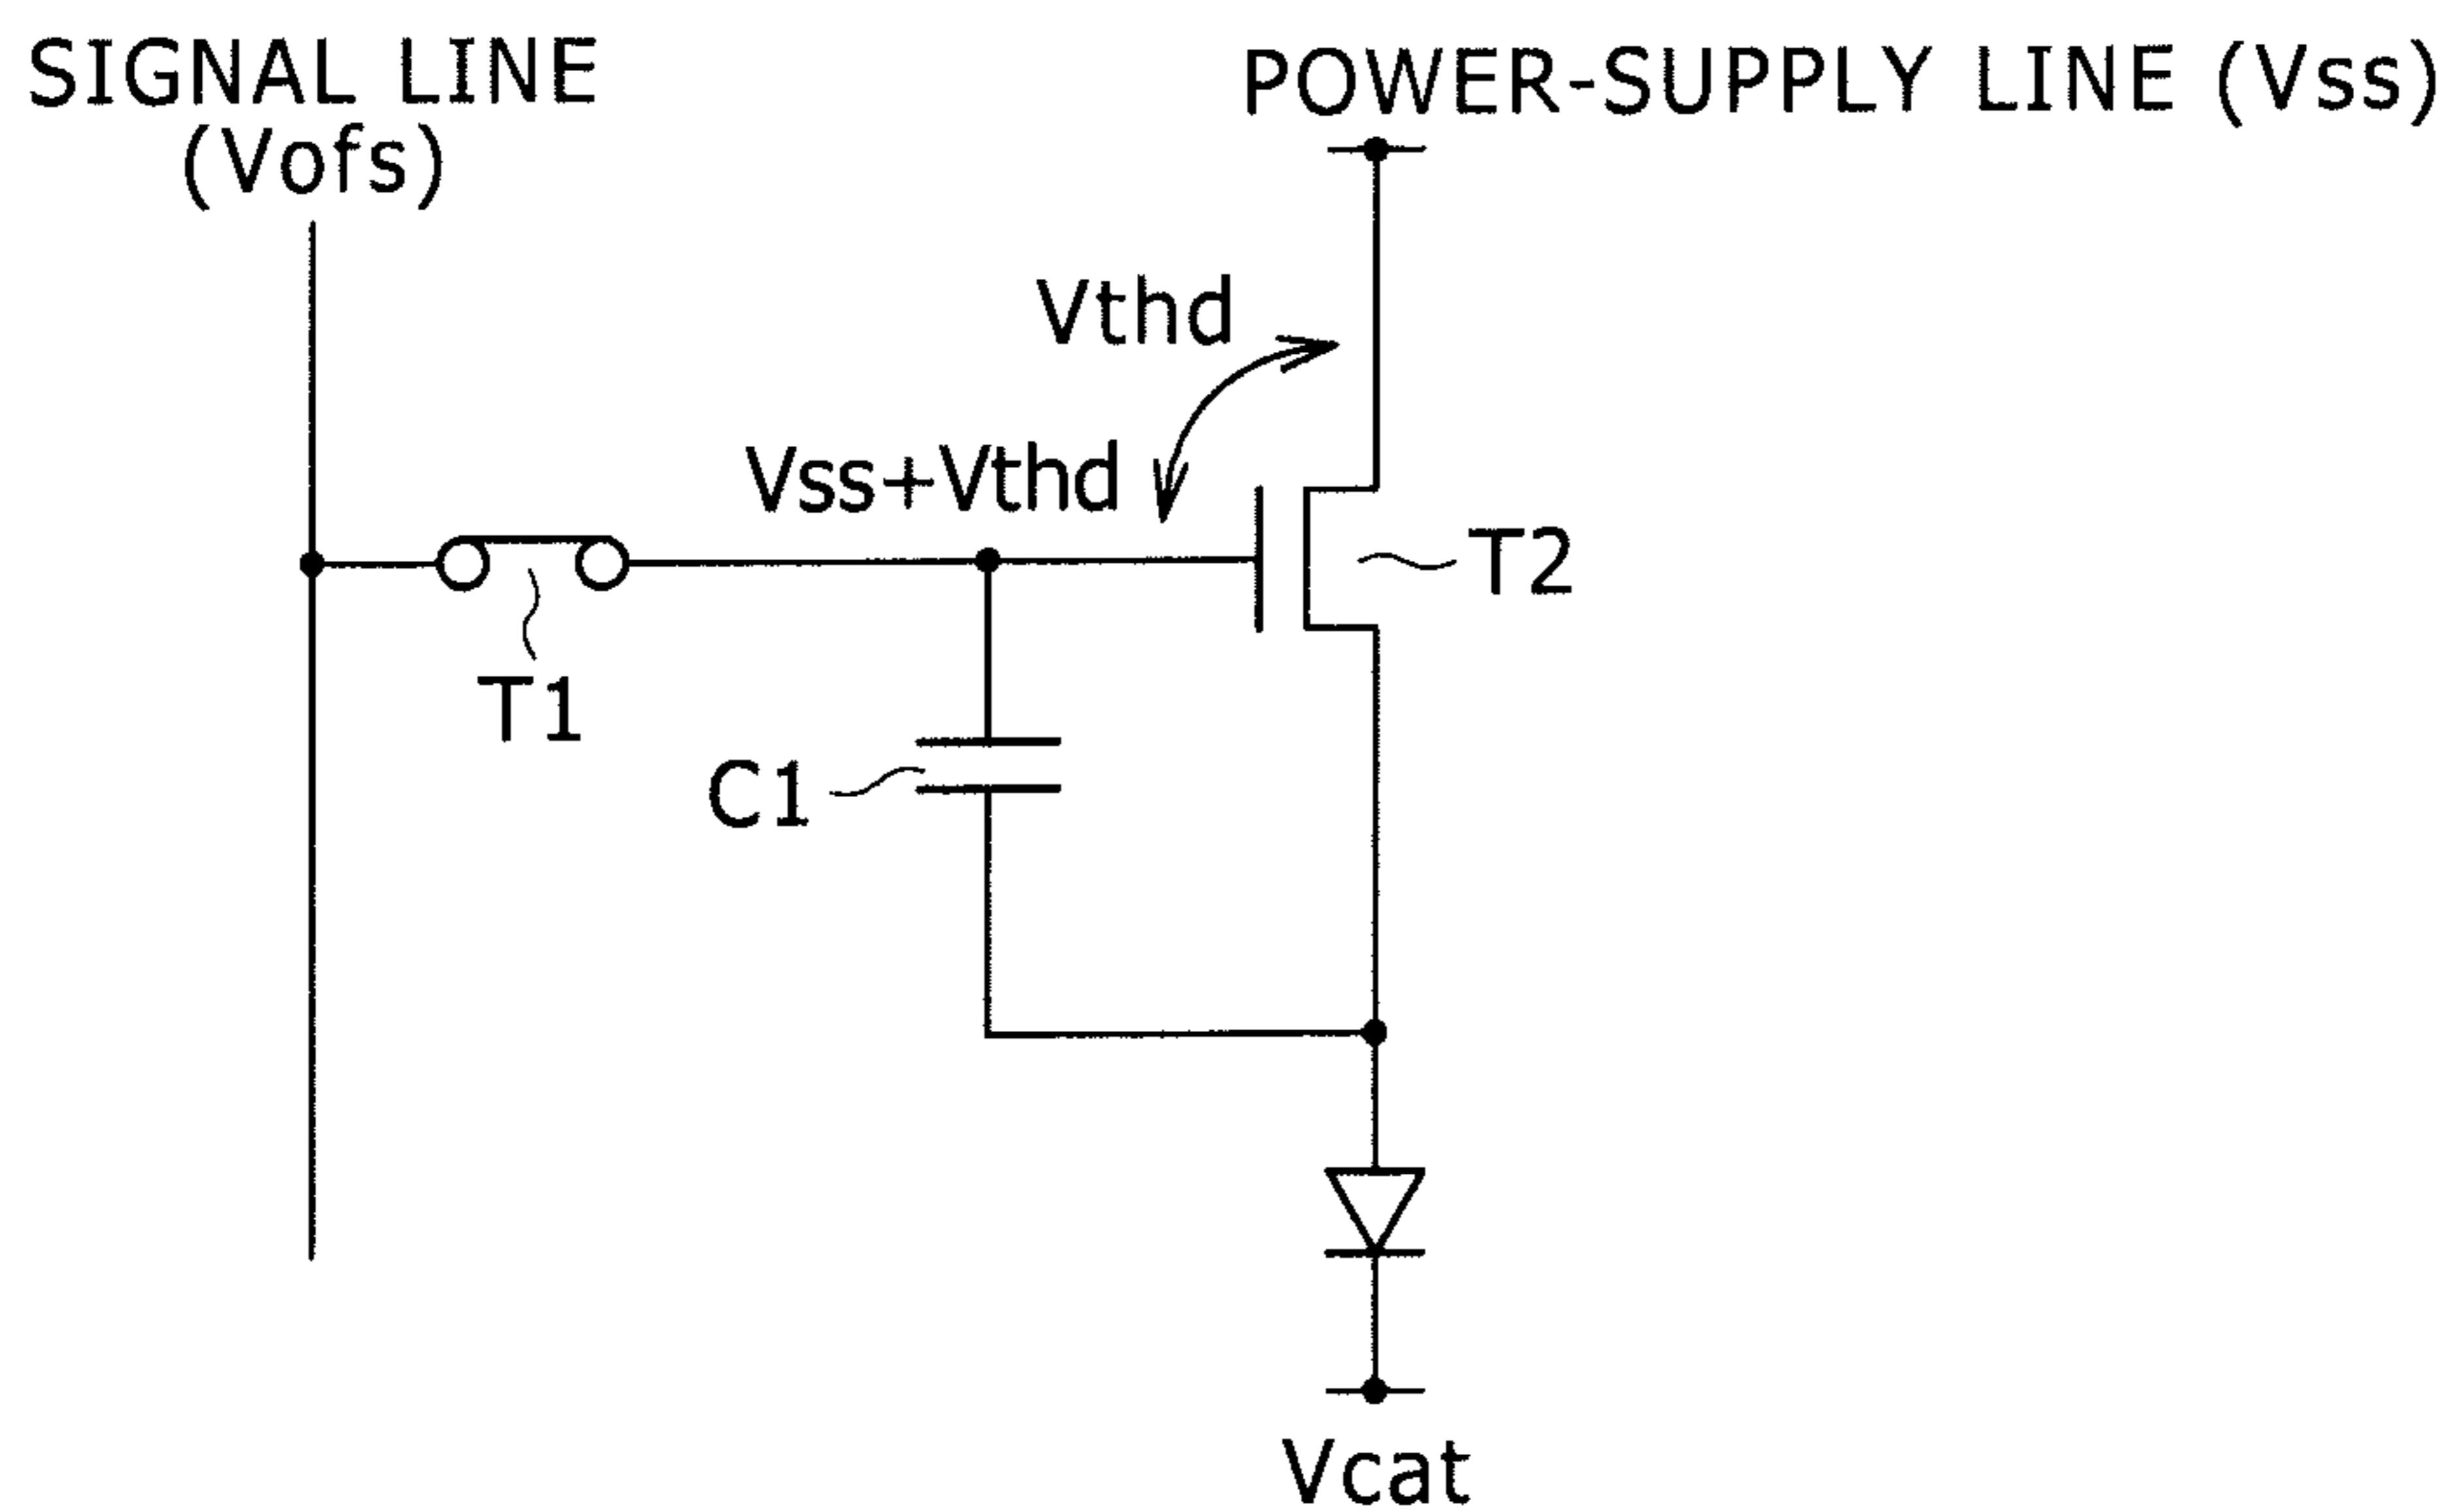 SIGNAL LINE
(Vofs)
POWER-SUPPLY LINE (Vss)
Vthd
Vss+Vthd
T2
T1
C1
Vcat